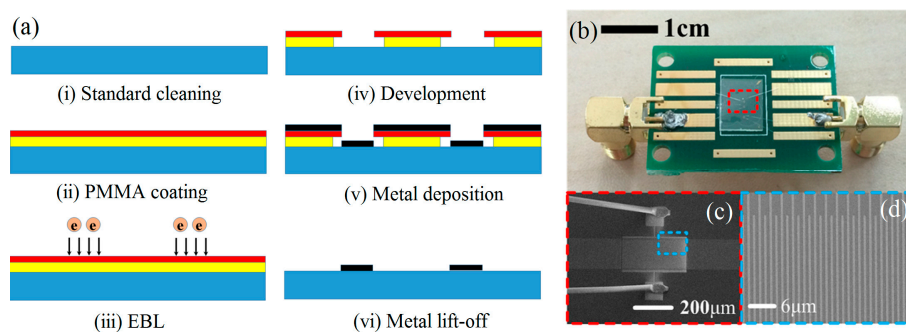 (a)
(i) Standard cleaning
(ii) PMMA coating
e e e e
(iii) EBL
(iv) Development
(v) Metal deposition
(vi) Metal lift-off
(b)
1cm
(c)
200μm
(d)
6μm